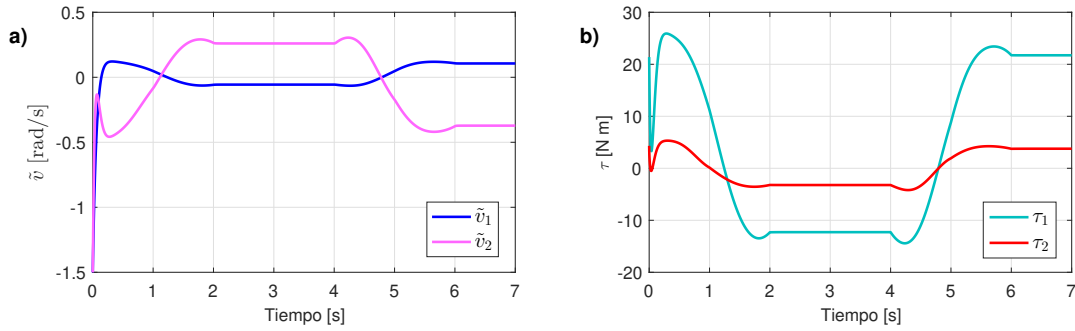 a)
0.5
0
-0.5
-1
-1.5
ṽ [rad/s]
0 1 2 3 4 5 6 7
Tiempo [s]
ṽ₁
ṽ₂
b)
30
20
10
0
-10
-20
τ [N m]
0 1 2 3 4 5 6 7
Tiempo [s]
τ₁
τ₂